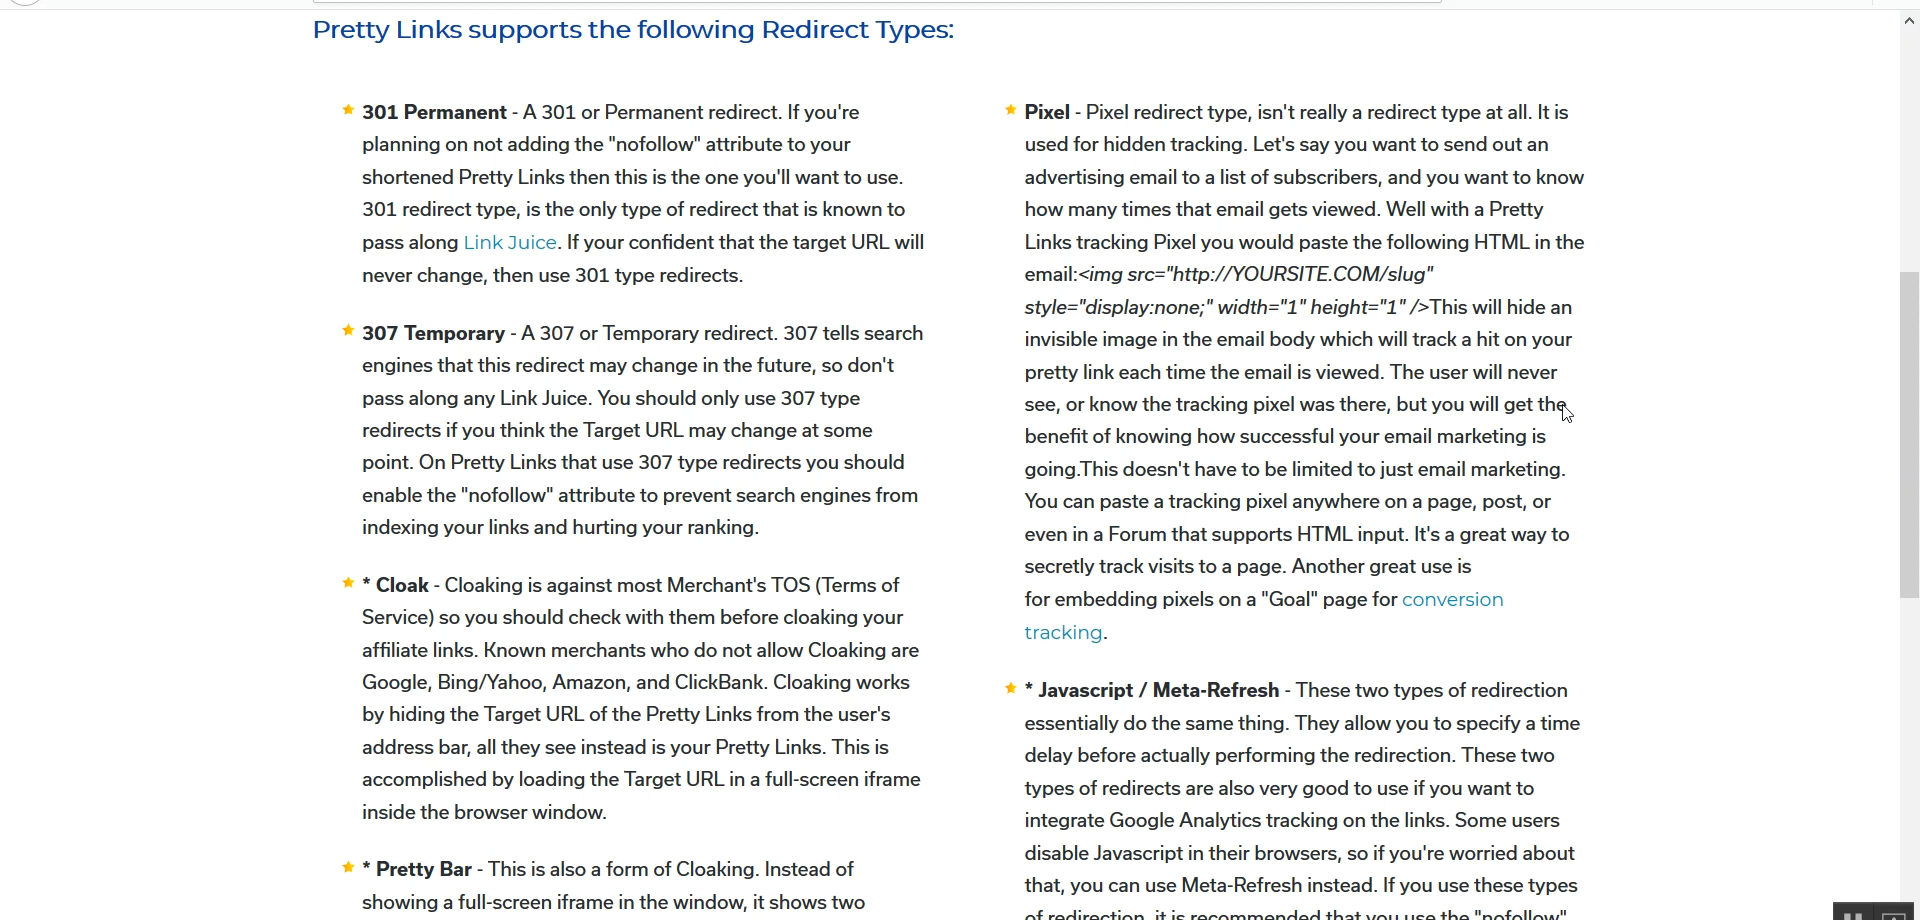 Pretty Links supports the following Redirect Types:
301 Permanent - A 301 or Permanent redirect. If you're
planning on not adding the "nofollow" attribute to your
shortened Pretty Links then this is the one you'll want to use.
301 redirect type, is the only type of redirect that is known to
pass along Link Juice. If your confident that the target URL will
never change, then use 301 type redirects.
307 Temporary - A 307 or Temporary redirect. 307 tells search
engines that this redirect may change in the future, so don't
pass along any Link Juice. You should only use 307 type
redirects if you think the Target URL may change at some
point. On Pretty Links that use 307 type redirects you should
enable the "nofollow" attribute to prevent search engines from
indexing your links and hurting your ranking.
* Cloak - Cloaking is against most Merchant's TOS (Terms of
Service) so you should check with them before cloaking your
affiliate links. Known merchants who do not allow Cloaking are
Google, Bing/Yahoo, Amazon, and ClickBank. Cloaking works
by hiding the Target URL of the Pretty Links from the user's
address bar, all they see instead is your Pretty Links. This is
accomplished by loading the Target URL in a full-screen iframe
inside the browser window.
* Pretty Bar - This is also a form of Cloaking. Instead of
showing a full-screen iframe in the window, it shows two
Pixel - Pixel redirect type, isn't really a redirect type at all. It is
used for hidden tracking. Let's say you want to send out an
advertising email to a list of subscribers, and you want to know
how many times that email gets viewed. Well with a Pretty
Links tracking Pixel you would paste the following HTML in the
email:<img src="http://YOURSITE.COM/slug"
style="display:none;" width="1" height="1" />This will hide an
invisible image in the email body which will track a hit on your
pretty link each time the email is viewed. The user will never
see, or know the tracking pixel was there, but you will get the
benefit of knowing how successful your email marketing is
going.This doesn't have to be limited to just email marketing.
You can paste a tracking pixel anywhere on a page, post, or
even in a Forum that supports HTML input. It's a great way to
secretly track visits to a page. Another great use is
for embedding pixels on a "Goal" page for conversion
tracking.
* Javascript / Meta-Refresh - These two types of redirection
essentially do the same thing. They allow you to specify a time
delay before actually performing the redirection. These two
types of redirects are also very good to use if you want to
integrate Google Analytics tracking on the links. Some users
disable Javascript in their browsers, so if you're worried about
that, you can use Meta-Refresh instead. If you use these types
of redirection, it is recommended that you use the "nofollow"